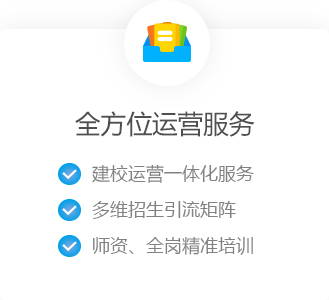 全方位运营服务
建校运营一体化服务
多维招生引流矩阵
师资、全岗精准培训